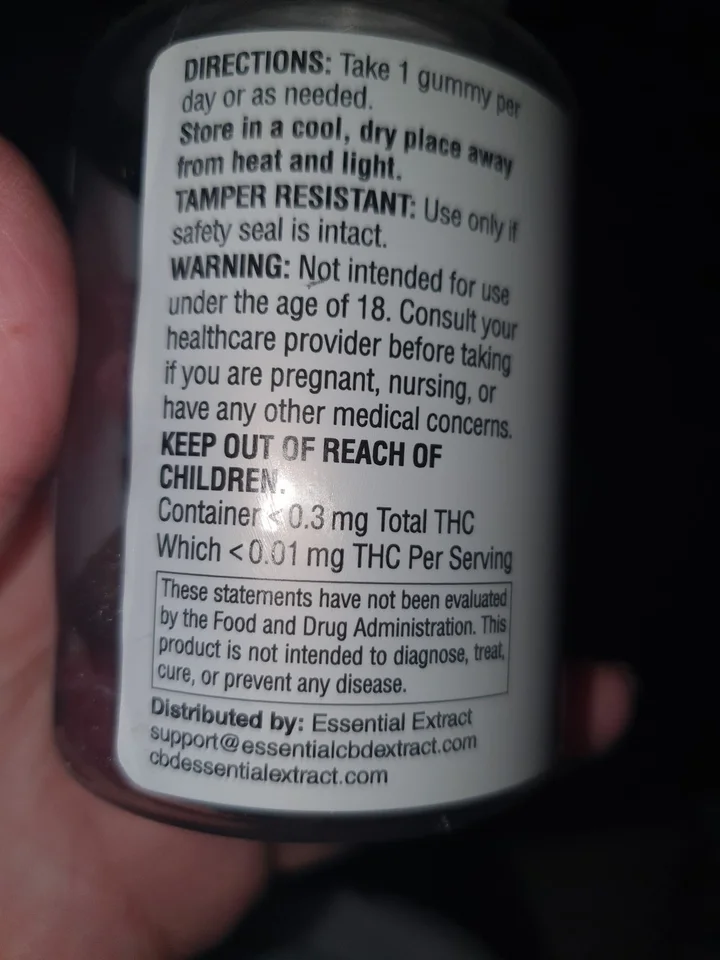 DIRECTIONS: Take 1 gummy per
day or as needed.
Store in a cool, dry place away
from heat and light.
TAMPER RESISTANT: Use only if
safety seal is intact.
WARNING: Not intended for use
under the age of 18. Consult your
healthcare provider before taking
if you are pregnant, nursing, or
have any other medical concerns.
KEEP OUT OF REACH OF
CHILDREN.
Container < 0.3 mg Total THC
Which < 0.01 mg THC Per Serving
These statements have not been evaluated
by the Food and Drug Administration. This
product is not intended to diagnose, treat,
cure, or prevent any disease.
Distributed by: Essential Extract
support@essentialcbdextract.com
cbdessentialextract.com